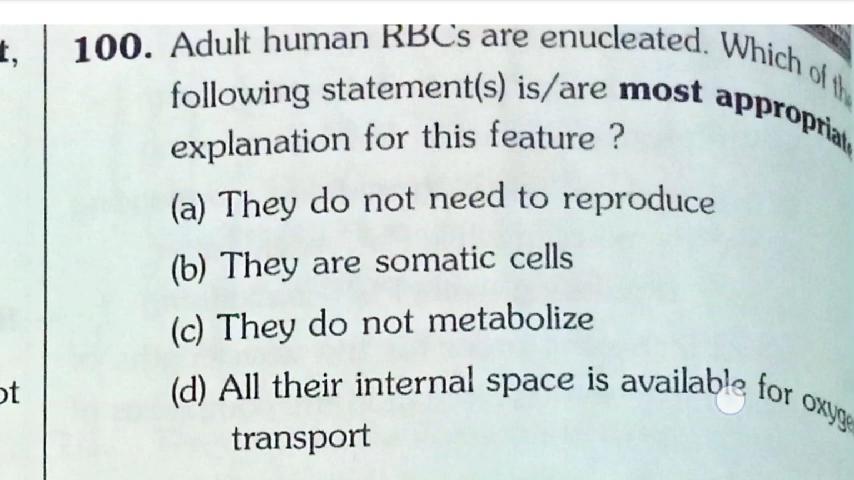 t,
100. Adult human RBCs are enucleated. Which of
following statement(s) is/are most
explanation for this feature ?
(a) They do not need to reproduce
(b) They are somatic cells
(c) They do not metabolize
(d) All their internal space is available for
ot
transport